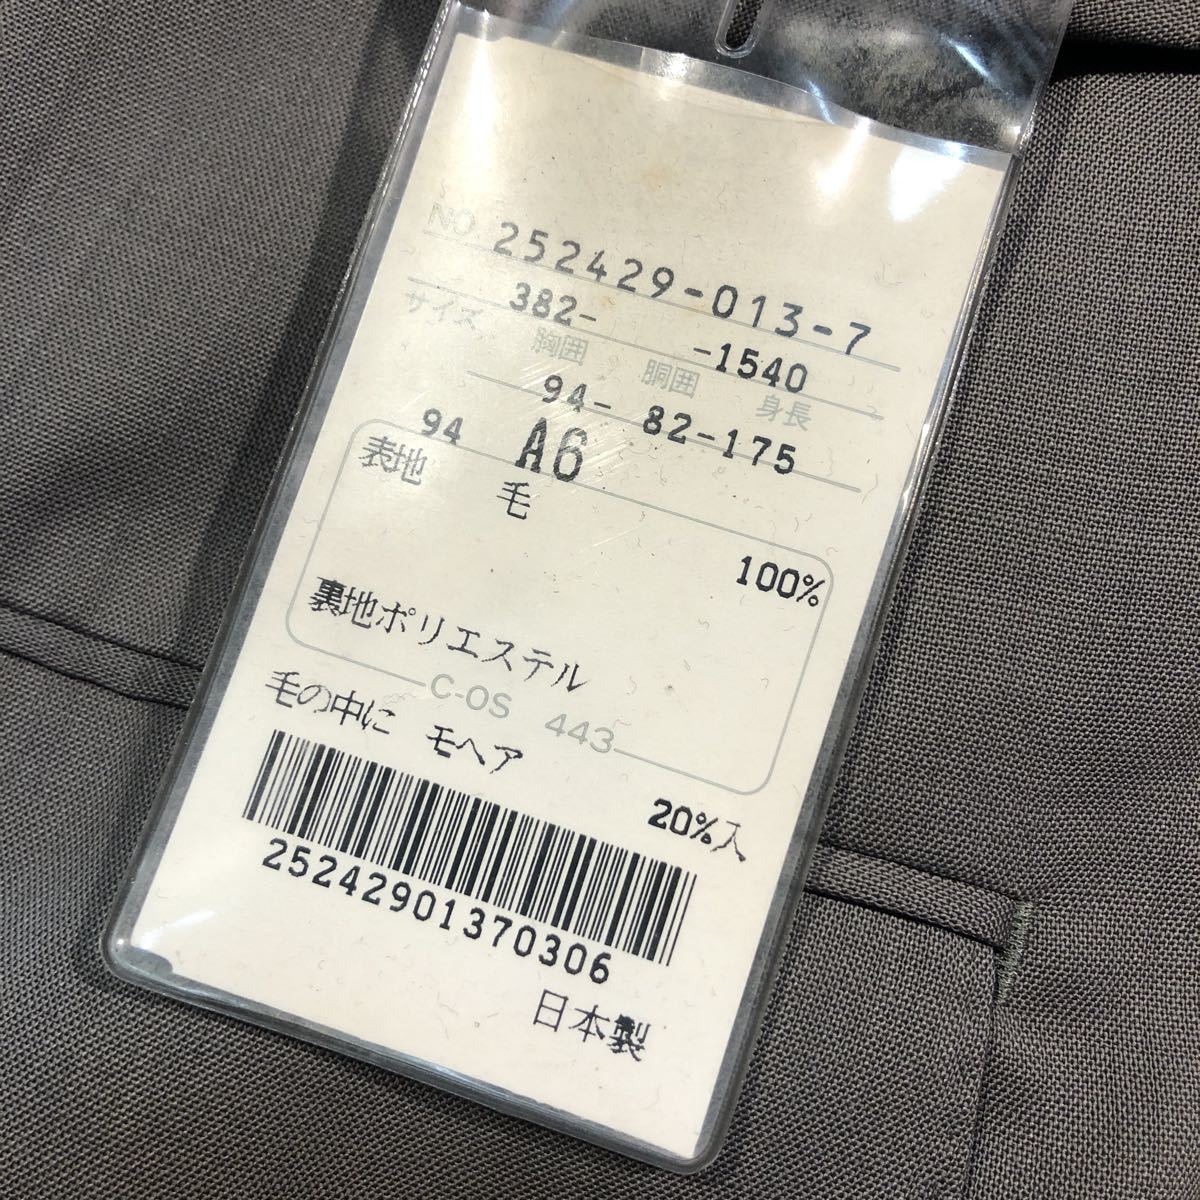 NO. 252429-013-7
382- -1540
サイズ 胸囲 胴囲 身長
94- 82-175
94 A6
表地 毛 100%
裏地ポリエステル
C-OS 443
毛の中に モヘア 20%入
25242901370306
日本製